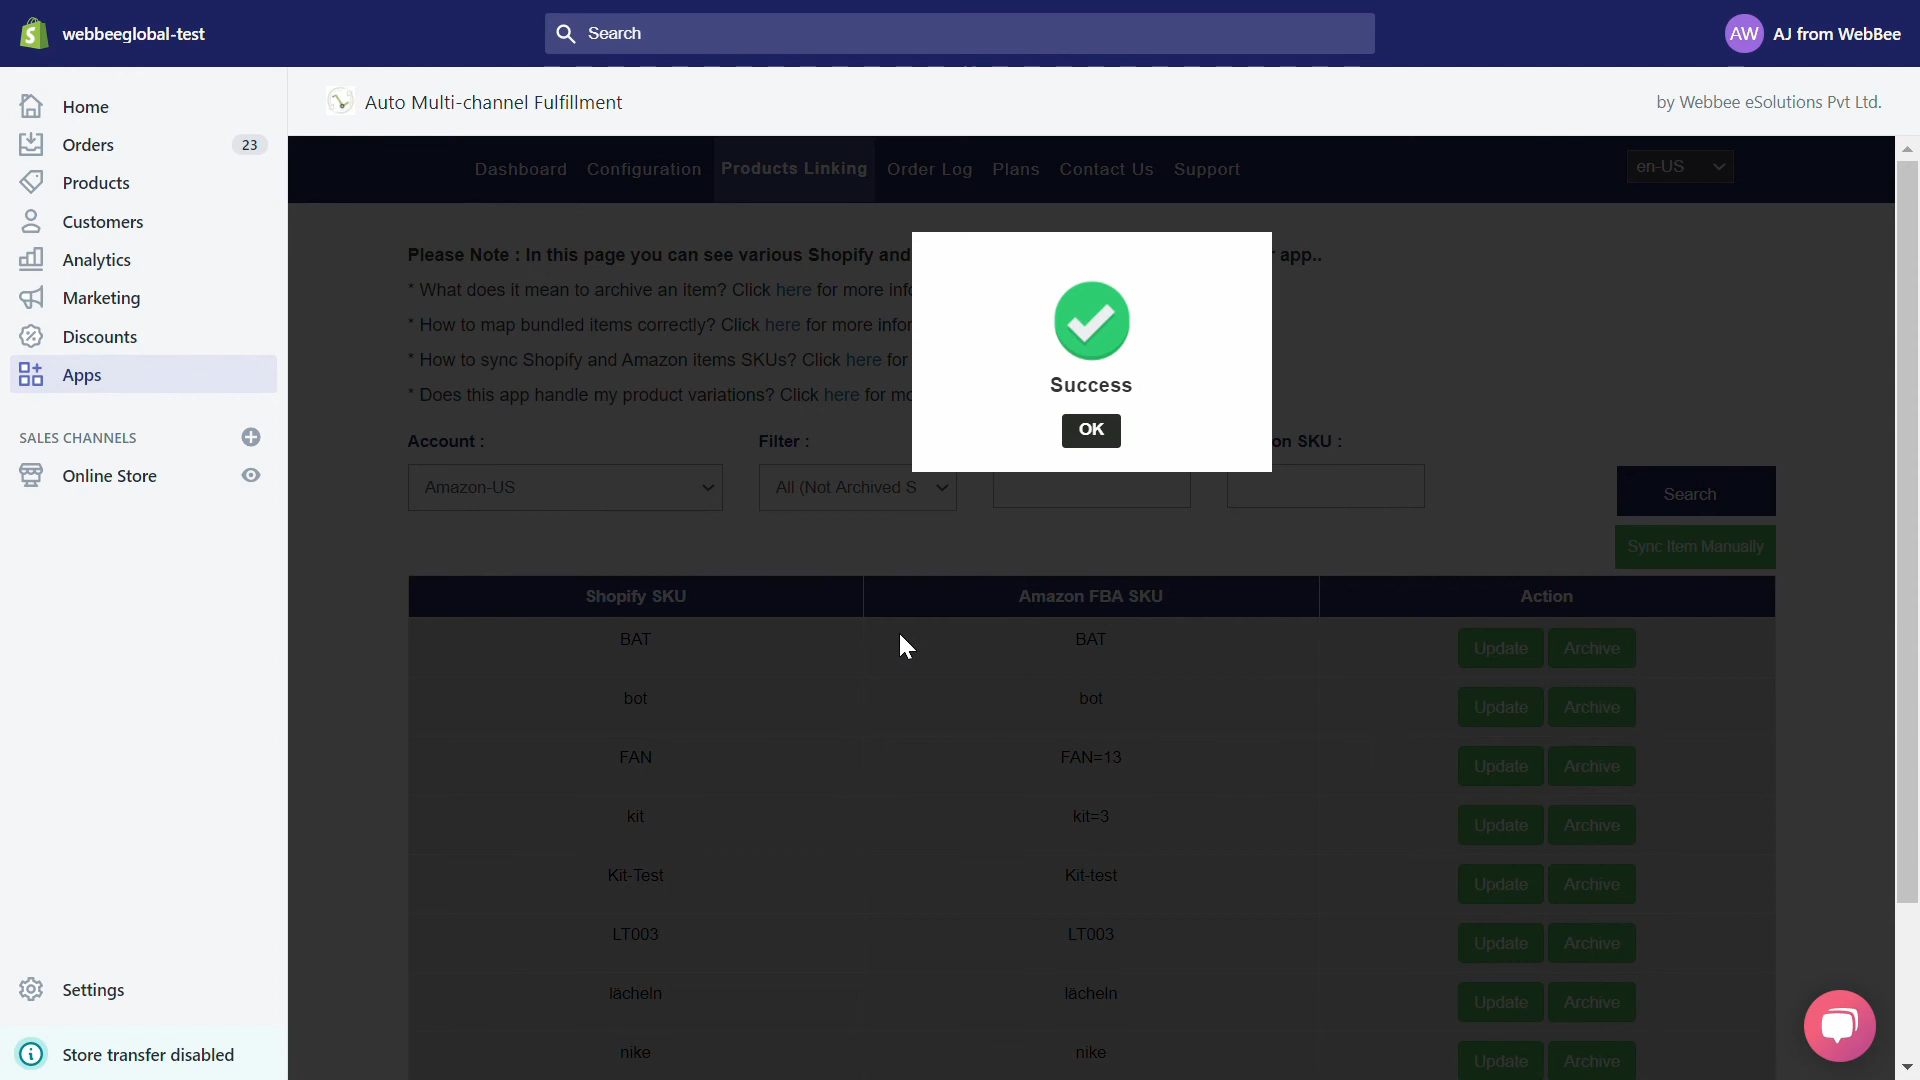 webbeeglobal-test
Search
AW
AJ from WebBee
Home
Orders
23
Products
Customers
Analytics
Marketing
Discounts
Apps
SALES CHANNELS
Online Store
Settings
Store transfer disabled
Auto Multi-channel Fulfillment
by Webbee eSolutions Pvt Ltd.
Dashboard Configuration Products Linking Order Log Plans Contact Us Support
en-US
Please Note : In this page you can see various Shopify and
app..
* What does it mean to archive an item? Click here for more
* How to map bundled items correctly? Click here for more
* How to sync Shopify and Amazon items SKUs? Click here for
* Does this app handle my product variations? Click here for
Success
OK
Account :
Filter :
SKU :
Amazon-US
All (Not Archived S
Search
Sync Item Manually
Shopify SKU Amazon FBA SKU Action
BAT BAT Update Archive
bot bot Update Archive
FAN FAN=13 Update Archive
kit kit=3 Update Archive
Kit-Test Kit-test Update Archive
LT003 LT003 Update Archive
lächeln lächeln Update Archive
nike nike Update Archive